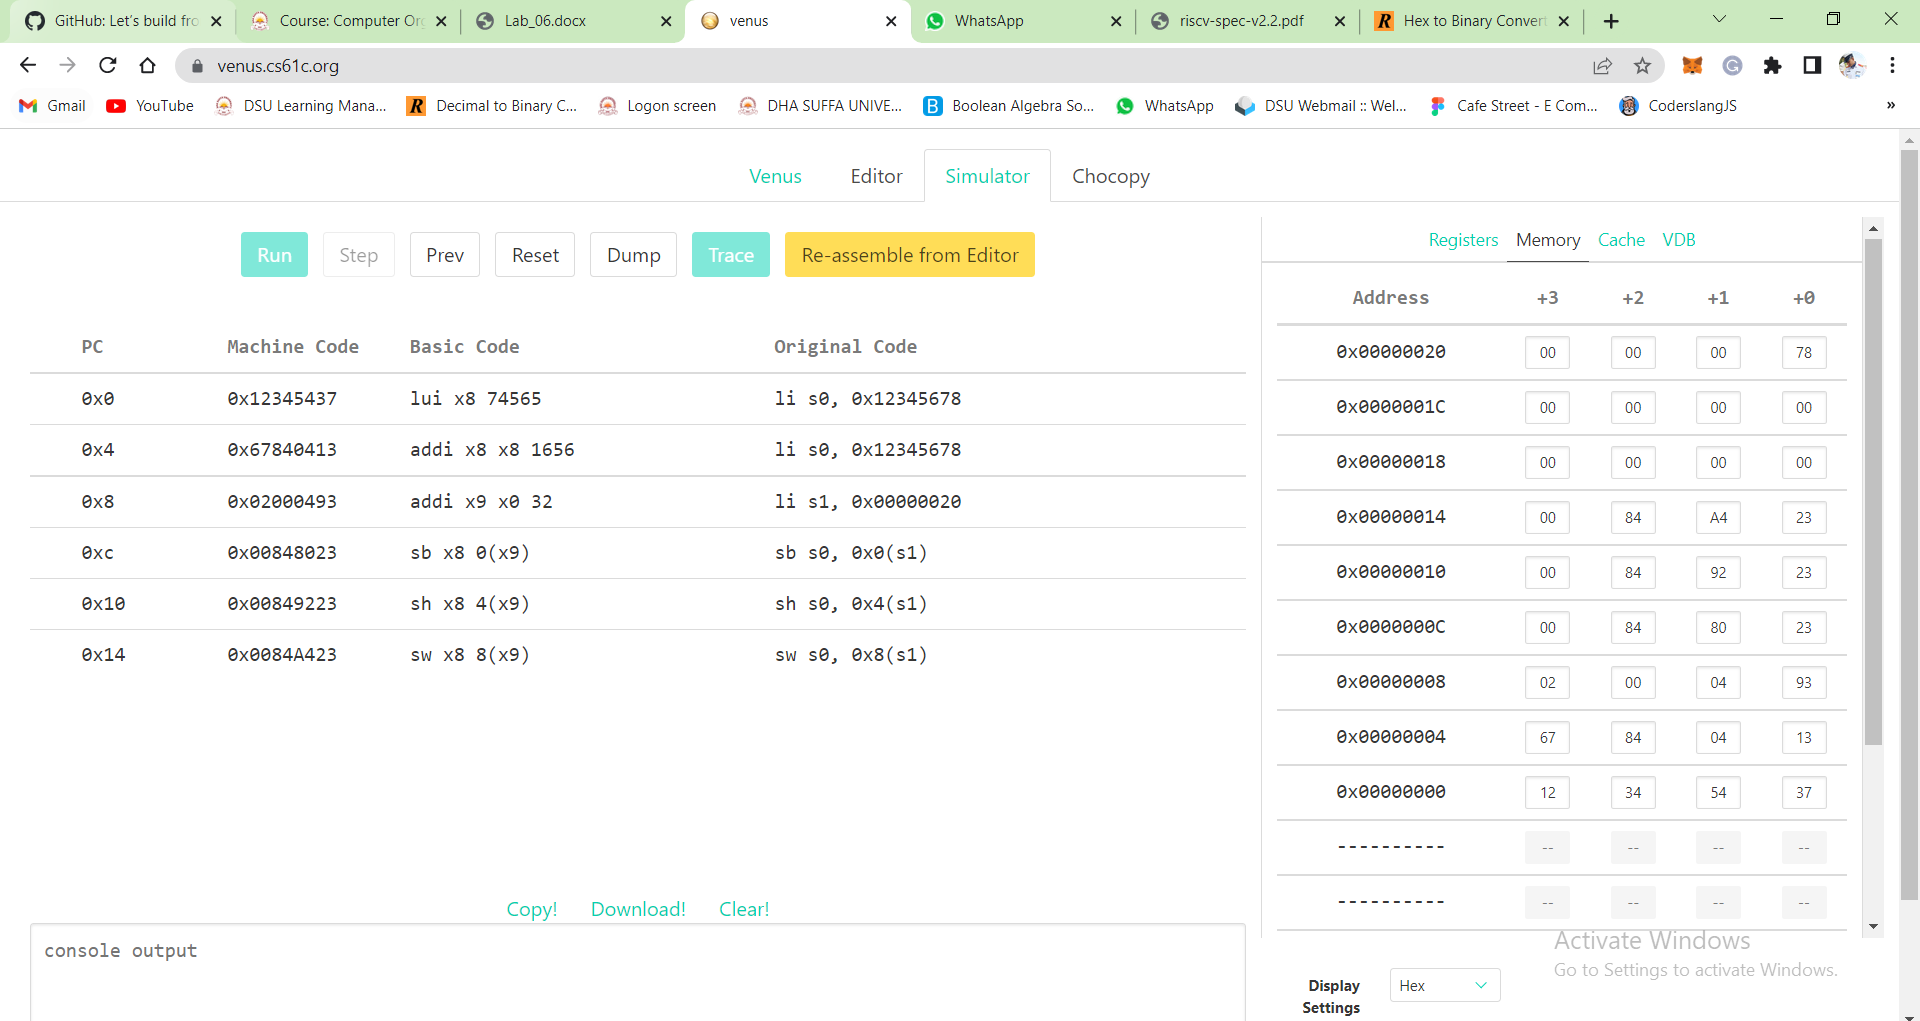 GitHub: Let's build fro
Course: Computer Org
Lab_06.docx
venus
WhatsApp
riscv-spec-v2.2.pdf
Hex to Binary Convert
venus.cs61c.org
Gmail
YouTube
DSU Learning Mana...
Decimal to Binary C...
Logon screen
DHA SUFFA UNIVE...
Boolean Algebra So...
WhatsApp
DSU Webmail :: Wel...
Cafe Street - E Com...
CoderslangJS
»
Venus Editor Simulator Chocopy
Run Step Prev Reset Dump Trace Re-assemble from Editor
PC Machine Code Basic Code Original Code
0x0 0x12345437 lui x8 74565 li s0, 0x12345678
0x4 0x67840413 addi x8 x8 1656 li s0, 0x12345678
0x8 0x02000493 addi x9 x0 32 li s1, 0x00000020
0xc 0x00848023 sb x8 0(x9) sb s0, 0x0(s1)
0x10 0x00849223 sh x8 4(x9) sh s0, 0x4(s1)
0x14 0x0084A423 sw x8 8(x9) sw s0, 0x8(s1)
Copy! Download! Clear!
console output
Registers Memory Cache VDB
Address +3 +2 +1 +0
0x00000020 00 00 00 78
0x0000001C 00 00 00 00
0x00000018 00 00 00 00
0x00000014 00 84 A4 23
0x00000010 00 84 92 23
0x0000000C 00 84 80 23
0x00000008 02 00 04 93
0x00000004 67 84 04 13
0x00000000 12 34 54 37
---------- -- -- -- --
---------- -- -- -- --
Activate Windows
Go to Settings to activate Windows.
Display
Settings
Hex